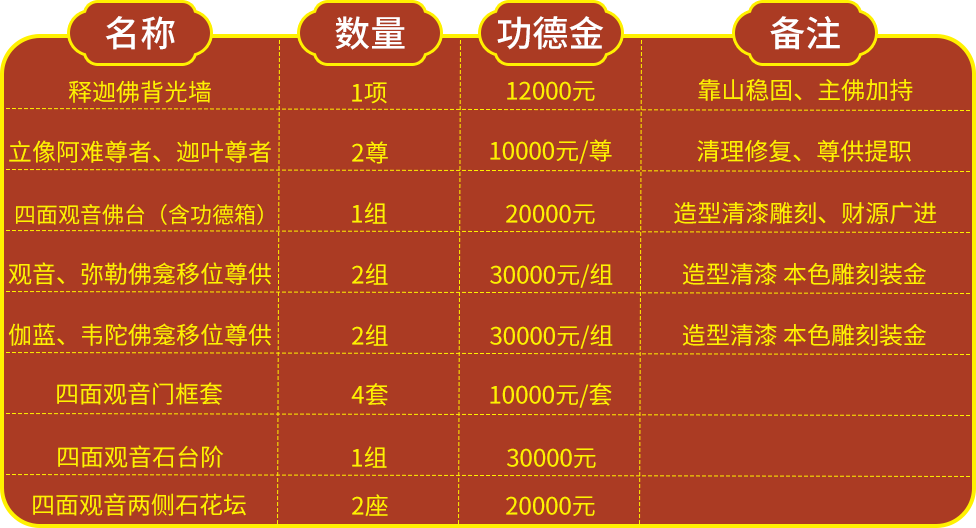 名称 数量 功德金 备注
释迦佛背光墙 1项 12000元 靠山稳固、主佛加持
立像阿难尊者、迦叶尊者 2尊 10000元/尊 清理修复、尊供提职
四面观音佛台（含功德箱） 1组 20000元 造型清漆雕刻、财源广进
观音、弥勒佛龛移位尊供 2组 30000元/组 造型清漆 本色雕刻装金
伽蓝、韦陀佛龛移位尊供 2组 30000元/组 造型清漆 本色雕刻装金
四面观音门框套 4套 10000元/套
四面观音石台阶 1组 30000元
四面观音两侧石花坛 2座 20000元